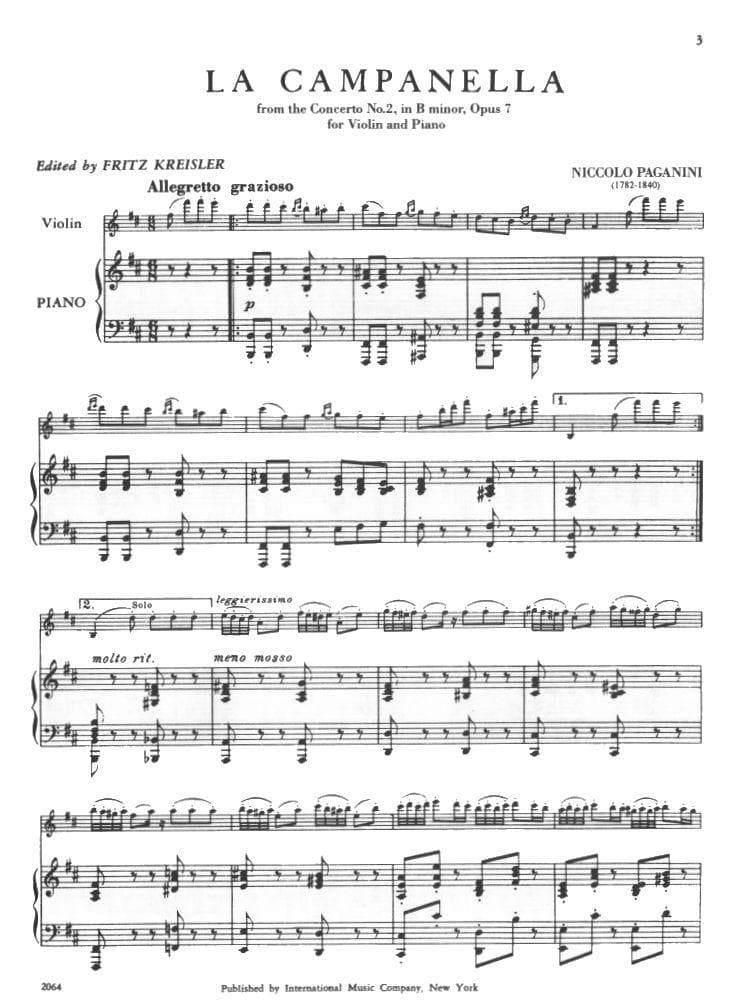 3
LA CAMPANELLA
from the Concerto No.2, in B minor, Opus 7
for Violin and Piano
Edited by FRITZ KREISLER
NICCOLO PAGANINI
(1782-1840)
Allegretto grazioso
Violin
PIANO
p
1.
2.
Solo
leggierissimo
molto rit.
meno mosso
2064
Published by International Music Company, New York